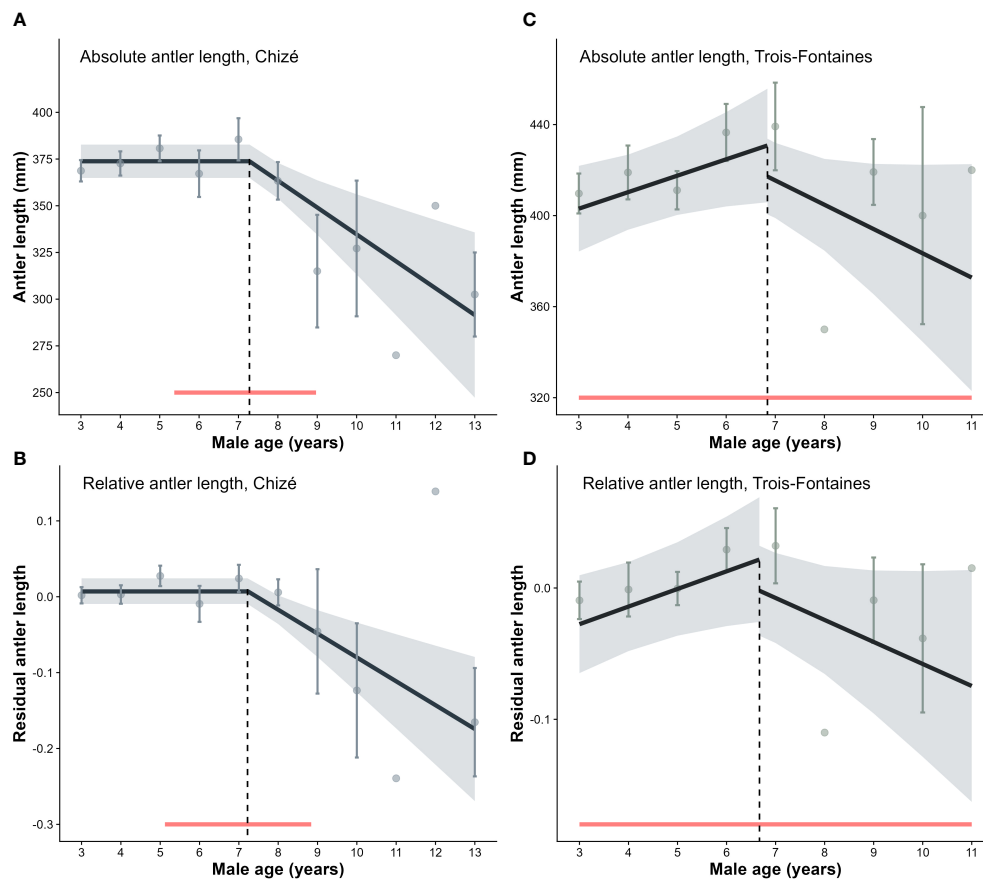 A
Absolute antler length, Chizé
Antler length (mm)
400
375
350
325
300
275
250
3 4 5 6 7 8 9 10 11 12 13
Male age (years)
B
Relative antler length, Chizé
Residual antler length
0.1
0.0
-0.1
-0.2
-0.3
3 4 5 6 7 8 9 10 11 12 13
Male age (years)
C
Absolute antler length, Trois-Fontaines
Antler length (mm)
440
400
360
320
3 4 5 6 7 8 9 10 11
Male age (years)
D
Relative antler length, Trois-Fontaines
Residual antler length
0.0
-0.1
3 4 5 6 7 8 9 10 11
Male age (years)